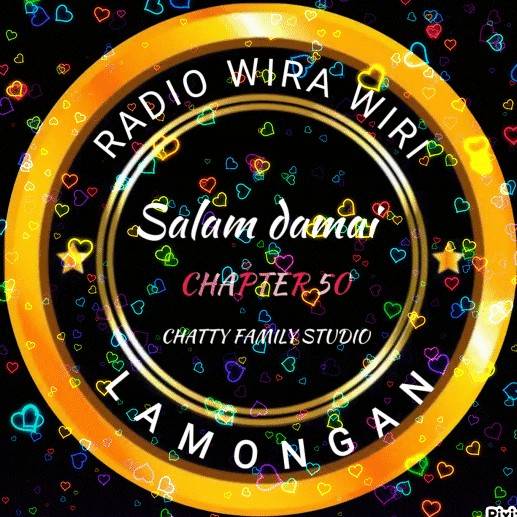 RADIO WIRA WIRI
Salam damai
CHAPTER 50
CHATTY FAMILY STUDIO
LAMONGAN